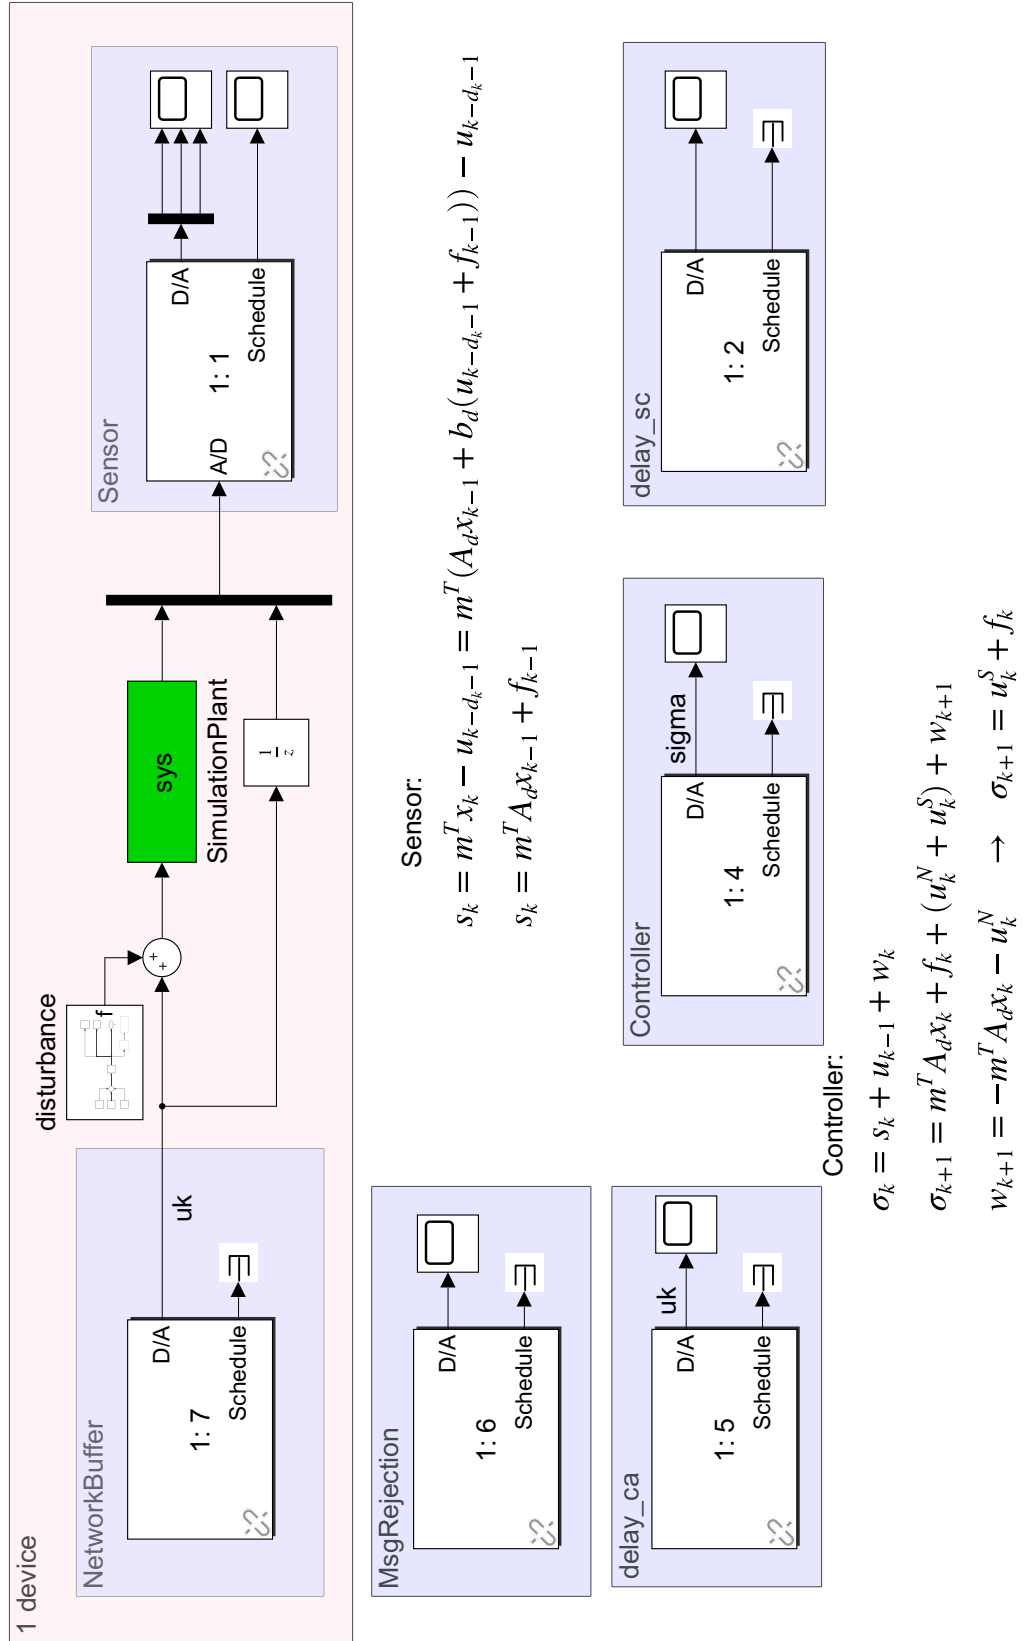 1 device
NetworkBuffer
1: 7
D/A
Schedule
uk
disturbance
f
+
+
sys
SimulationPlant
1
z
Sensor
A/D
1: 1
D/A
Schedule
MsgRejection
1: 6
D/A
Schedule
Sensor:
s_k = m^T x_k − u_{k−d_k−1} = m^T (A_d x_{k−1} + b_d (u_{k−d_k−1} + f_{k−1})) − u_{k−d_k−1}
s_k = m^T A_d x_{k−1} + f_{k−1}
delay_ca
1: 5
D/A
uk
Schedule
Controller
1: 4
D/A
sigma
Schedule
delay_sc
1: 2
D/A
Schedule
Controller:
σ_k = s_k + u_{k−1} + w_k
σ_{k+1} = m^T A_d x_k + f_k + (u_k^N + u_k^S) + w_{k+1}
w_{k+1} = −m^T A_d x_k − u_k^N → σ_{k+1} = u_k^S + f_k